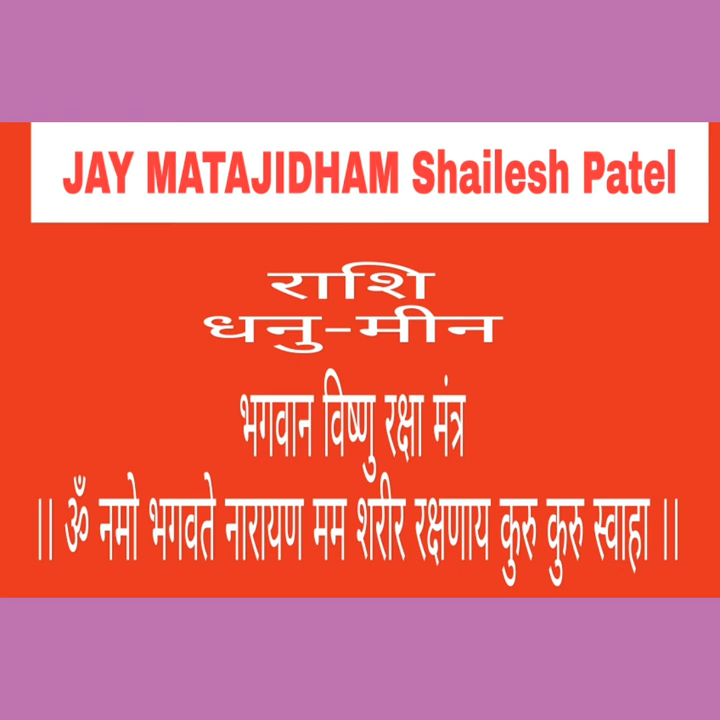 JAY MATAJIDHAM Shailesh Patel
राशि
धनु-मीन
भगवान विष्णु रक्षा मंत्र
|| ॐ नमो भगवते नारायण मम शरीर रक्षणाय कुरु कुरु स्वाहा ||